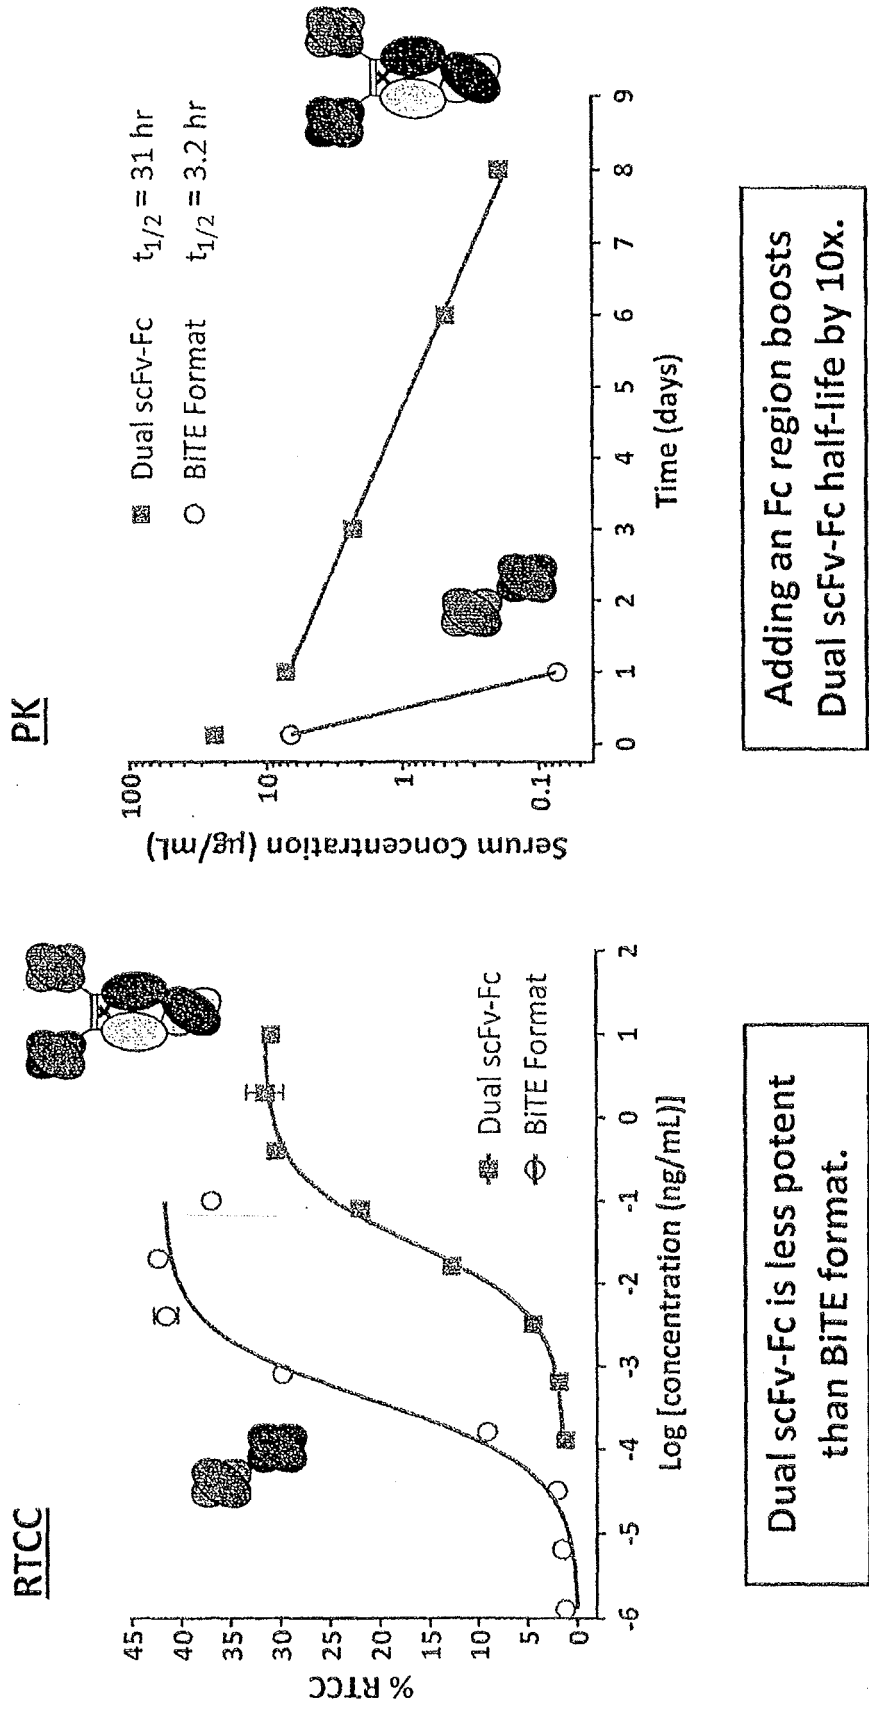 RTCC
% RTCC
45
40
35
30
25
20
15
10
5
0
-6
-5
-4
-3
-2
-1
0
1
2
Log [concentration (ng/mL)]
Dual scFv-Fc
BiTE Format
Dual scFv-Fc is less potent
than BiTE format.
PK
Serum Concentration (µg/mL)
100
10
1
0.1
0
1
2
3
4
5
6
7
8
9
Time (days)
Dual scFv-Fc t1/2 = 31 hr
BiTE Format t1/2 = 3.2 hr
Adding an Fc region boosts
Dual scFv-Fc half-life by 10x.